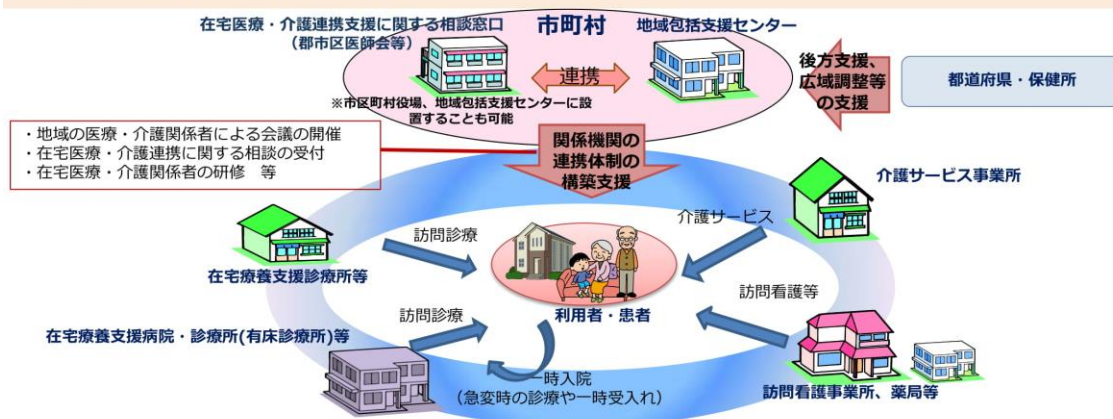 在宅医療・介護連携支援に関する相談窓口
（郡市区医師会等）
市町村
地域包括支援センター
連携
※市区町村役場、地域包括支援センターに設
置することも可能
後方支援、
広域調整等
の支援
都道府県・保健所
・地域の医療・介護関係者による会議の開催
・在宅医療・介護連携に関する相談の受付
・在宅医療・介護関係者の研修　等
関係機関の
連携体制の
構築支援
介護サービス事業所
在宅療養支援診療所等
訪問診療
介護サービス
利用者・患者
訪問看護等
在宅療養支援病院・診療所(有床診療所)等
訪問診療
一時入院
（急変時の診療や一時受入れ）
訪問看護事業所、薬局等